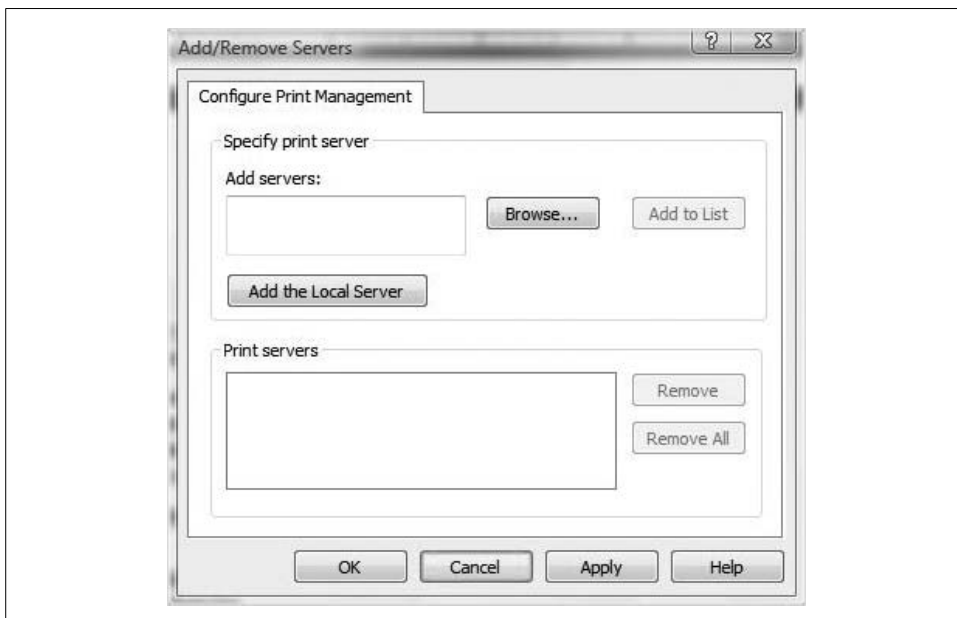 Add/Remove Servers
Configure Print Management
Specify print server
Add servers:
Browse...
Add to List
Add the Local Server
Print servers
Remove
Remove All
OK
Cancel
Apply
Help